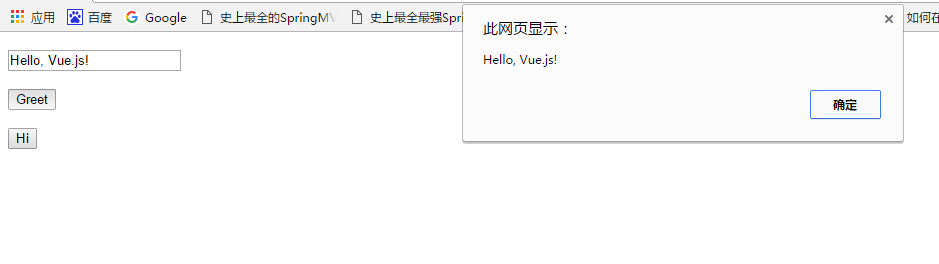 应用 百度 Google 史上最全的SpringMV 史上最全最强Spri 如何在
此网页显示：
Hello, Vue.js!
确定
Hello, Vue.js!
Greet
Hi